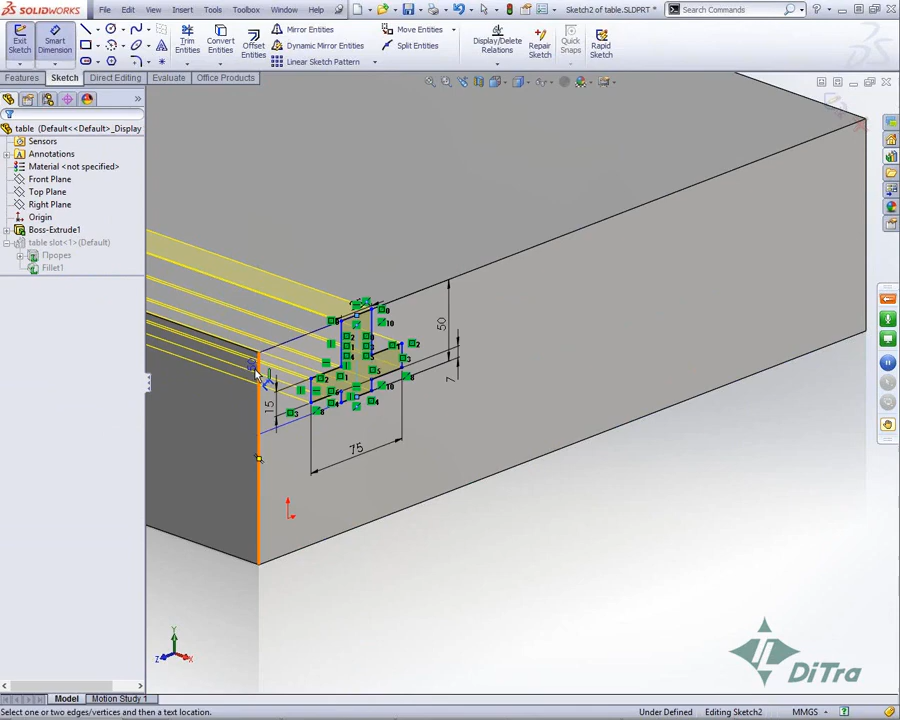 SOLIDWORKS
File Edit View Insert Tools Toolbox Window Help
Sketch2 of table.SLDPRT *
Search Commands
Exit Sketch
Smart Dimension
Trim Entities
Convert Entities
Offset Entities
Mirror Entities
Dynamic Mirror Entities
Linear Sketch Pattern
Move Entities
Split Entities
Display/Delete Relations
Repair Sketch
Quick Snaps
Rapid Sketch
Features Sketch Direct Editing Evaluate Office Products
table (Default<<Default>_Display
Sensors
Annotations
Material <not specified>
Front Plane
Top Plane
Right Plane
Origin
Boss-Extrude1
table slot<1>(Default)
Прорез
Fillet1
50
7
15
75
Y
Z
X
DiTra
Model Motion Study 1
Select one or two edges/vertices and then a text location.
Under Defined Editing Sketch2 MMGS